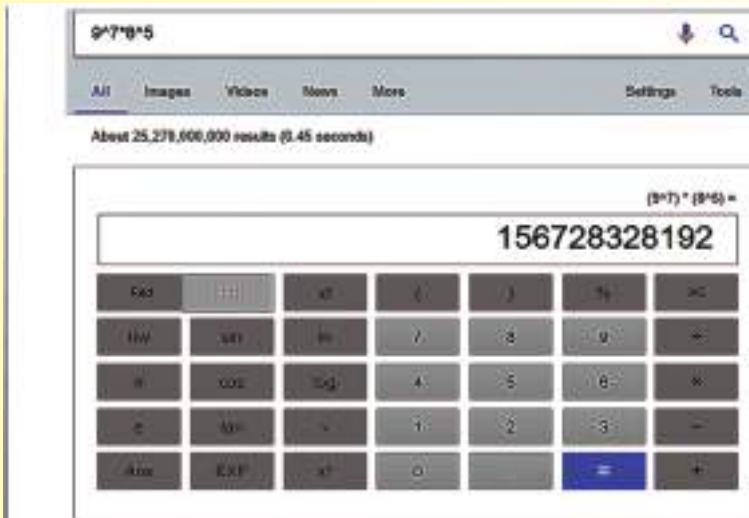 9^7*8^5
All Images Videos News More Settings Tools
About 25,270,000,000 results (0.45 seconds)
(9^7) * (8^5) =
156728328192
Rad x! ( ) %
Inv sin ln 7 8 9 ÷
cos log 4 5 6 ×
e tan 1 2 3 −
Ans EXP 0 = +